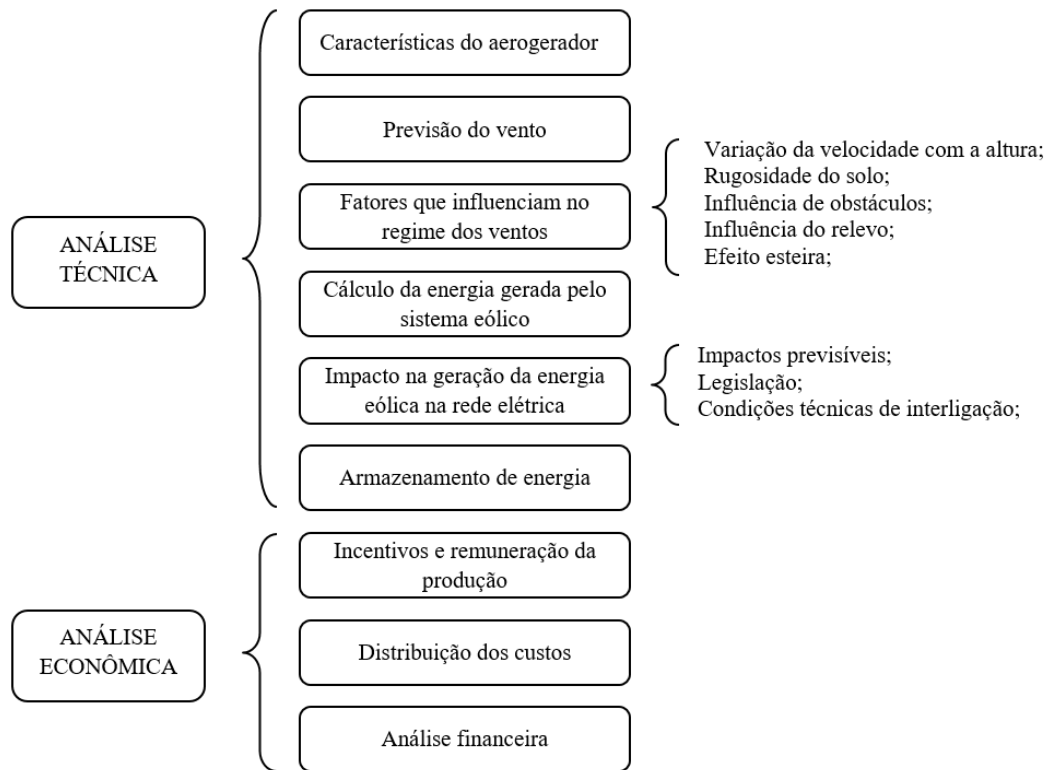 ANÁLISE
TÉCNICA
Características do aerogerador
Previsão do vento
Fatores que influenciam no
regime dos ventos
Variação da velocidade com a altura;
Rugosidade do solo;
Influência de obstáculos;
Influência do relevo;
Efeito esteira;
Cálculo da energia gerada pelo
sistema eólico
Impacto na geração da energia
eólica na rede elétrica
Impactos previsíveis;
Legislação;
Condições técnicas de interligação;
Armazenamento de energia
ANÁLISE
ECONÔMICA
Incentivos e remuneração da
produção
Distribuição dos custos
Análise financeira